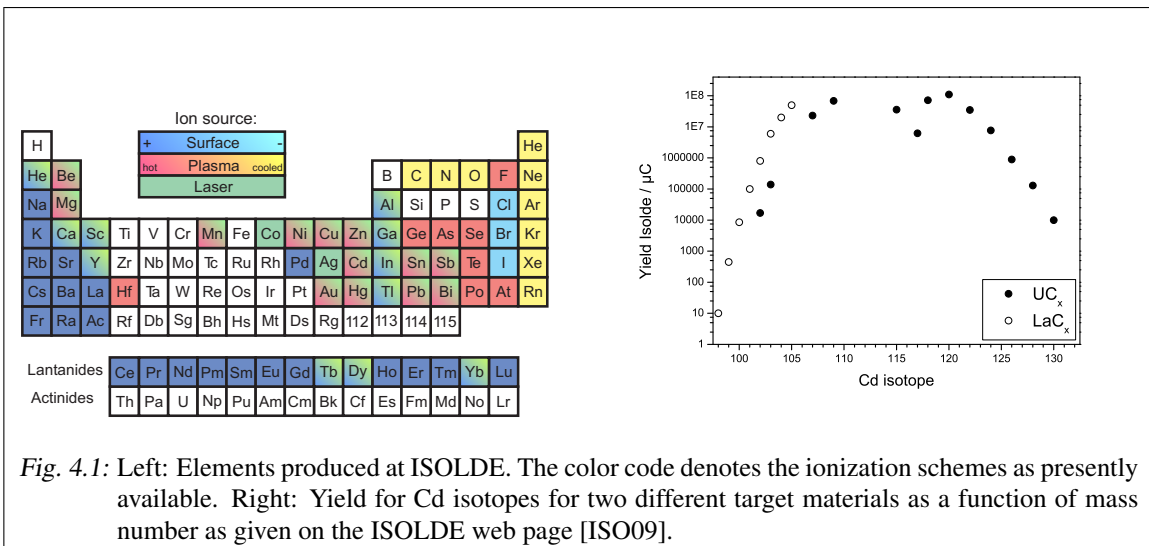 Ion source:
+ Surface -
hot Plasma cooled
Laser
H He
He Be B C N O F Ne
Na Mg Al Si P S Cl Ar
K Ca Sc Ti V Cr Mn Fe Co Ni Cu Zn Ga Ge As Se Br Kr
Rb Sr Y Zr Nb Mo Tc Ru Rh Pd Ag Cd In Sn Sb Te I Xe
Cs Ba La Hf Ta W Re Os Ir Pt Au Hg Tl Pb Bi Po At Rn
Fr Ra Ac Rf Db Sg Bh Hs Mt Ds Rg 112 113 114 115
Lantanides Ce Pr Nd Pm Sm Eu Gd Tb Dy Ho Er Tm Yb Lu
Actinides Th Pa U Np Pu Am Cm Bk Cf Es Fm Md No Lr
Yield Isolde / µC
1E8
1E7
1000000
100000
10000
1000
100
10
1
UCx
LaCx
100 105 110 115 120 125 130
Cd isotope
Fig. 4.1: Left: Elements produced at ISOLDE. The color code denotes the ionization schemes as presently
available. Right: Yield for Cd isotopes for two different target materials as a function of mass
number as given on the ISOLDE web page [ISO09].